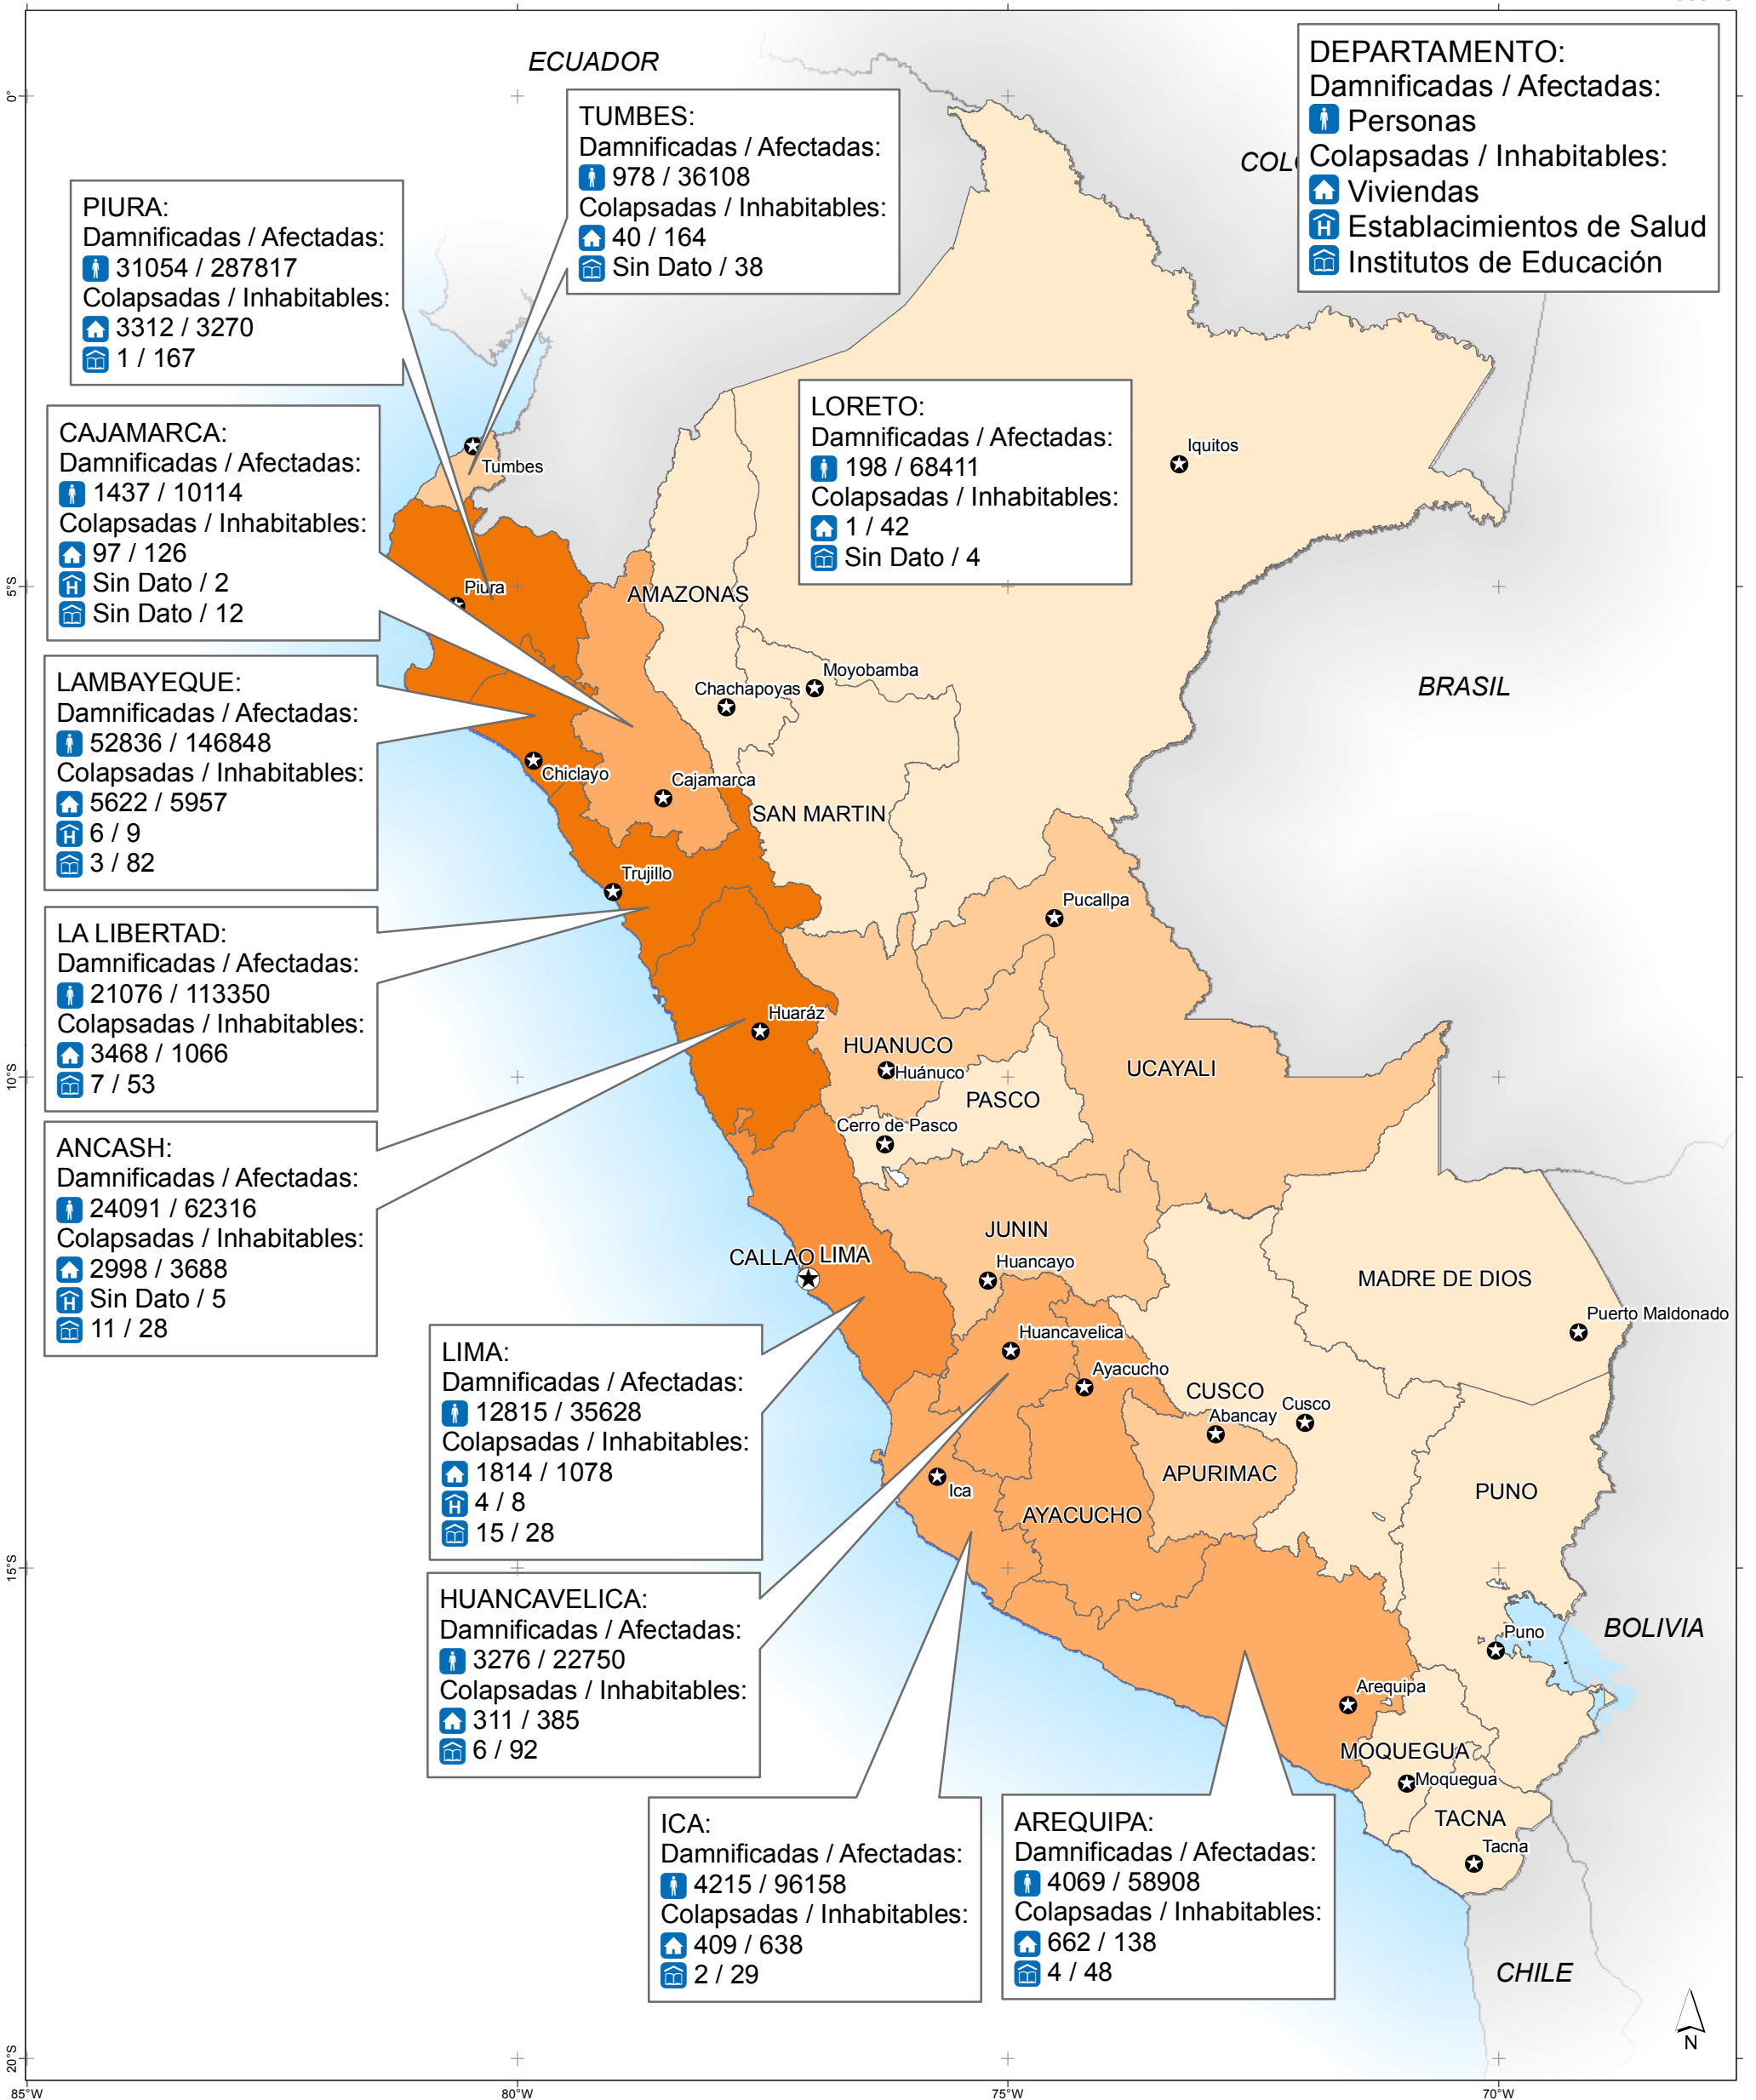 ECUADOR
DEPARTAMENTO:
Damnificadas / Afectadas:
Personas
Colapsadas / Inhabitables:
Viviendas
Establacimientos de Salud
Institutos de Educación
TUMBES:
Damnificadas / Afectadas:
978 / 36108
Colapsadas / Inhabitables:
40 / 164
Sin Dato / 38
PIURA:
Damnificadas / Afectadas:
31054 / 287817
Colapsadas / Inhabitables:
3312 / 3270
1 / 167
CAJAMARCA:
Damnificadas / Afectadas:
1437 / 10114
Colapsadas / Inhabitables:
97 / 126
Sin Dato / 2
Sin Dato / 12
LORETO:
Damnificadas / Afectadas:
198 / 68411
Colapsadas / Inhabitables:
1 / 42
Sin Dato / 4
LAMBAYEQUE:
Damnificadas / Afectadas:
52836 / 146848
Colapsadas / Inhabitables:
5622 / 5957
6 / 9
3 / 82
LA LIBERTAD:
Damnificadas / Afectadas:
21076 / 113350
Colapsadas / Inhabitables:
3468 / 1066
7 / 53
ANCASH:
Damnificadas / Afectadas:
24091 / 62316
Colapsadas / Inhabitables:
2998 / 3688
Sin Dato / 5
11 / 28
LIMA:
Damnificadas / Afectadas:
12815 / 35628
Colapsadas / Inhabitables:
1814 / 1078
4 / 8
15 / 28
HUANCAVELICA:
Damnificadas / Afectadas:
3276 / 22750
Colapsadas / Inhabitables:
311 / 385
6 / 92
ICA:
Damnificadas / Afectadas:
4215 / 96158
Colapsadas / Inhabitables:
409 / 638
2 / 29
AREQUIPA:
Damnificadas / Afectadas:
4069 / 58908
Colapsadas / Inhabitables:
662 / 138
4 / 48
Iquitos
Tumbes
Piura
AMAZONAS
Moyobamba
Chachapoyas
BRASIL
Chiclayo
Cajamarca
SAN MARTIN
Trujillo
Pucallpa
Huaráz
HUANUCO
Huánuco
UCAYALI
PASCO
Cerro de Pasco
JUNIN
CALLAO
LIMA
Huancayo
MADRE DE DIOS
Puerto Maldonado
Huancavelica
Ayacucho
CUSCO
Cusco
Abancay
APURIMAC
PUNO
Ica
AYACUCHO
BOLIVIA
Puno
Arequipa
MOQUEGUA
Moquegua
TACNA
Tacna
CHILE
N
0°
5°S
10°S
15°S
20°S
85°W
80°W
75°W
70°W